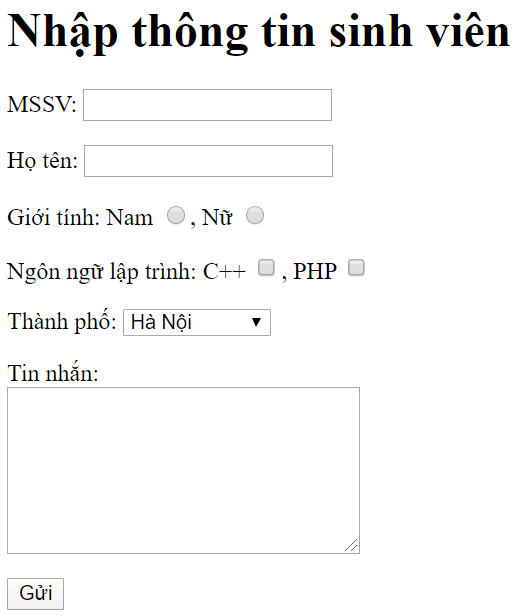 Nhập thông tin sinh viên
MSSV:
Họ tên:
Giới tính: Nam , Nữ
Ngôn ngữ lập trình: C++ , PHP
Thành phố: Hà Nội
Tin nhắn:
Gửi